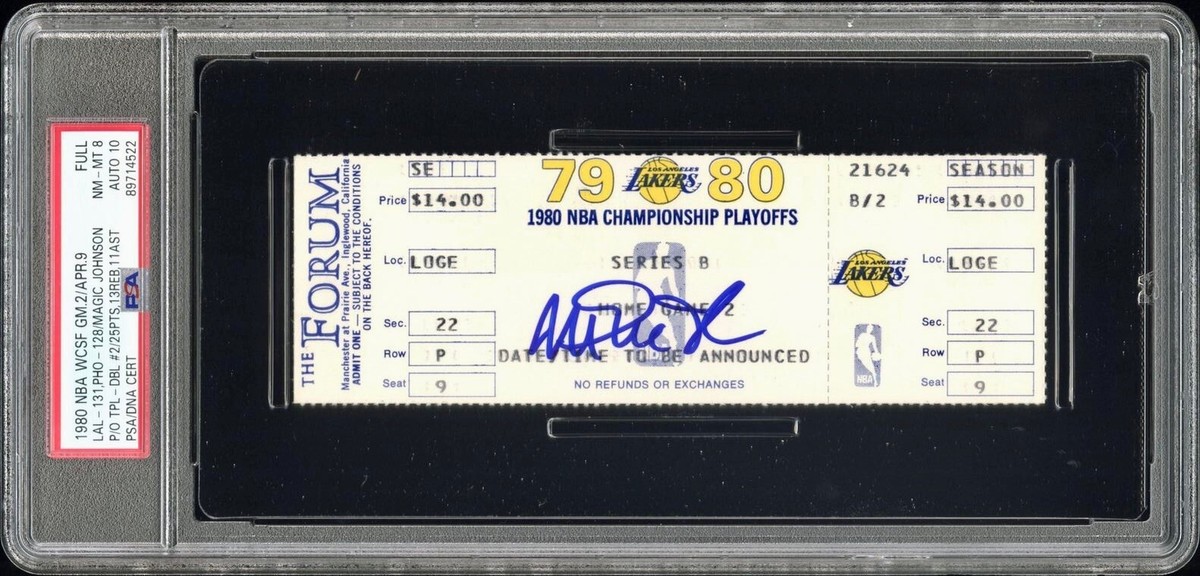 1980 NBA WCSF GM.2/APR.9
LAL-131,PHO-128/MAGIC JOHNSON
P/O TPL-DBL #2/25PTS,13REB,11AST
PSA/DNA CERT
FULL
NM-MT 8
AUTO 10
89714522
PSA
THE FORUM
Manchester at Prairie Ave., Inglewood, California
ADMIT ONE — SUBJECT TO THE CONDITIONS
ON THE BACK HEREOF.
SE
Price $14.00
Loc. LOGE
Sec. 22
Row P
Seat 9
79 LOS ANGELES LAKERS 80
1980 NBA CHAMPIONSHIP PLAYOFFS
SERIES B
HOME GAME 2
DATE/TIME TO BE ANNOUNCED
NO REFUNDS OR EXCHANGES
21624 SEASON
B/2 Price $14.00
LOS ANGELES LAKERS
NBA
Loc. LOGE
Sec. 22
Row P
Seat 9